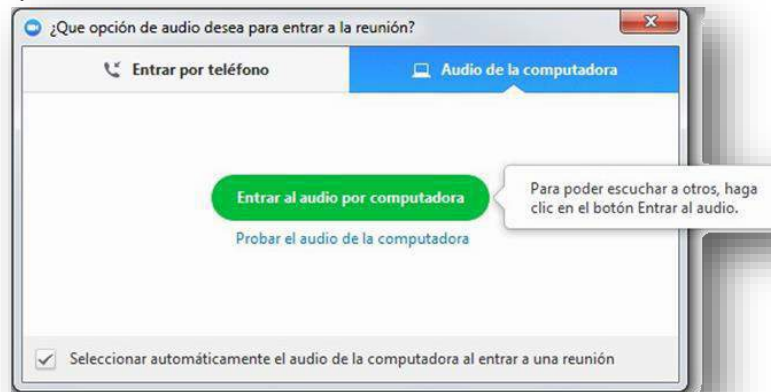 ¿Que opción de audio desea para entrar a la reunión?
Entrar por teléfono
Audio de la computadora
Entrar al audio por computadora
Para poder escuchar a otros, haga
clic en el botón Entrar al audio.
Probar el audio de la computadora
Seleccionar automáticamente el audio de la computadora al entrar a una reunión